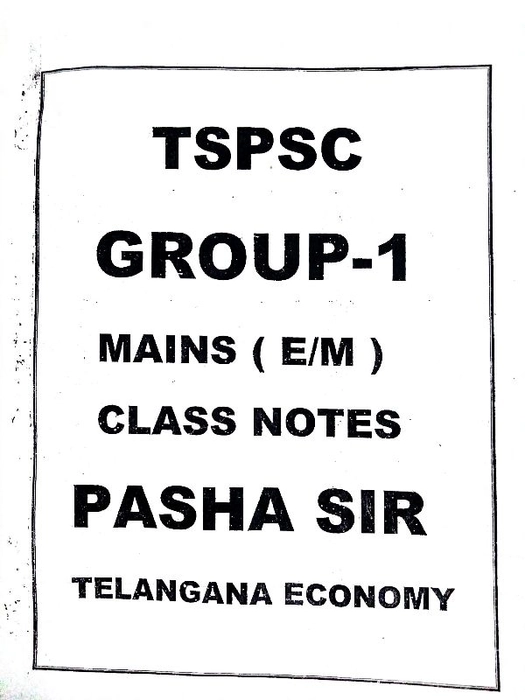 TSPSC
GROUP-1
MAINS ( E/M )
CLASS NOTES
PASHA SIR
TELANGANA ECONOMY